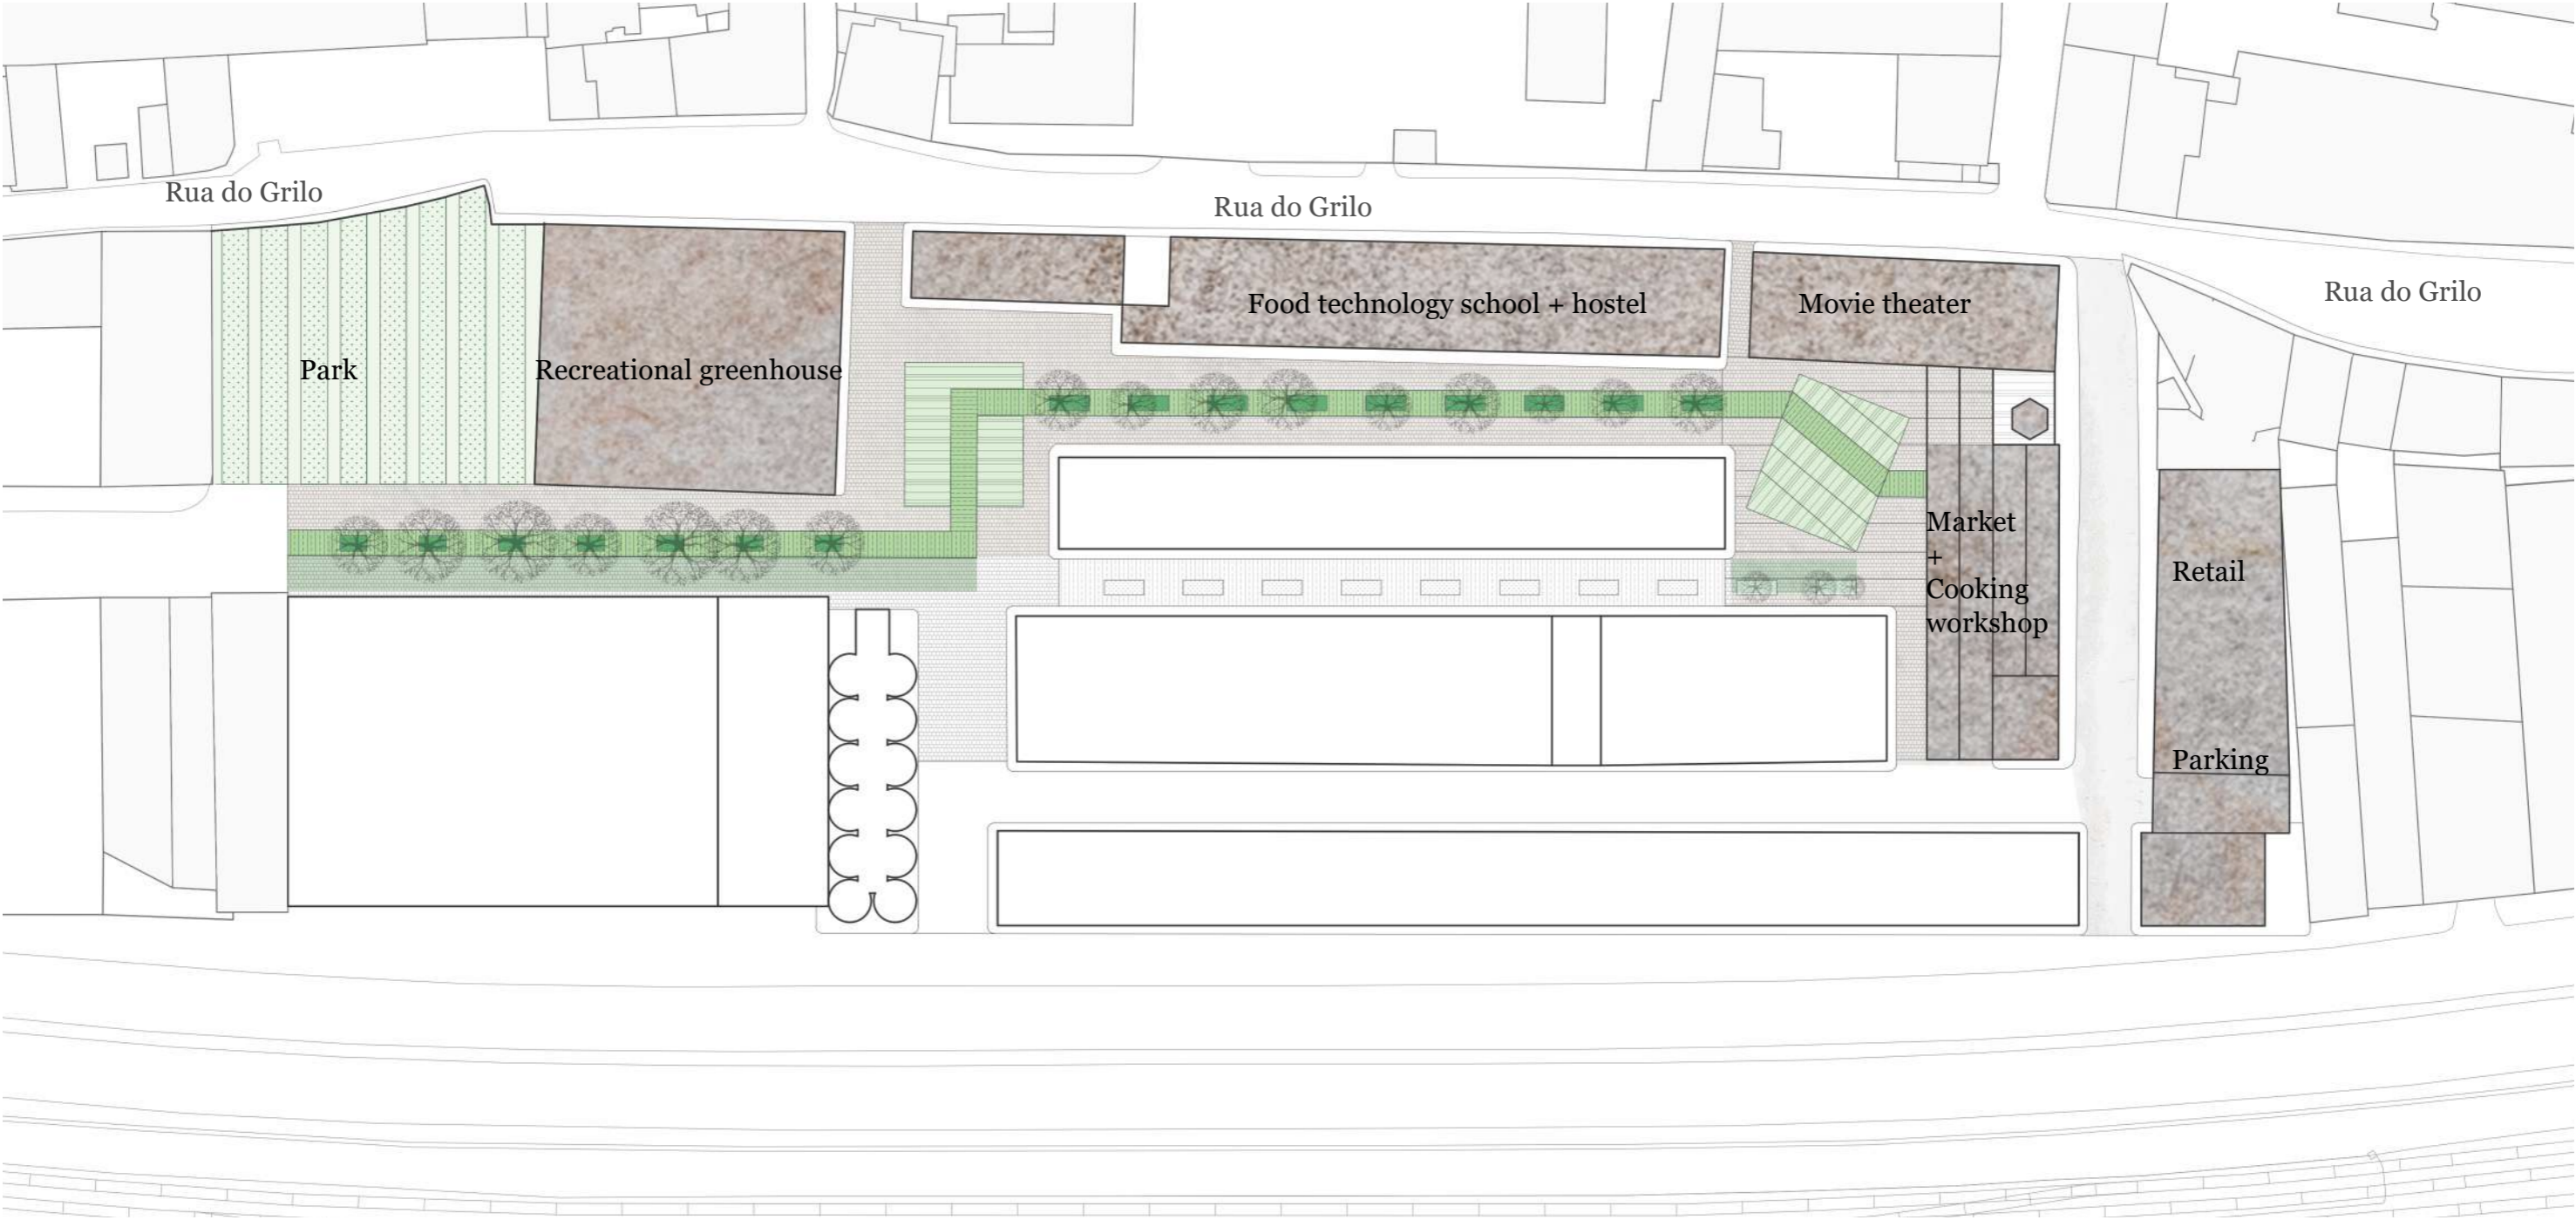 Rua do Grilo
Rua do Grilo
Rua do Grilo
Food technology school + hostel
Movie theater
Park
Recreational greenhouse
Market
+
Cooking
workshop
Retail
Parking